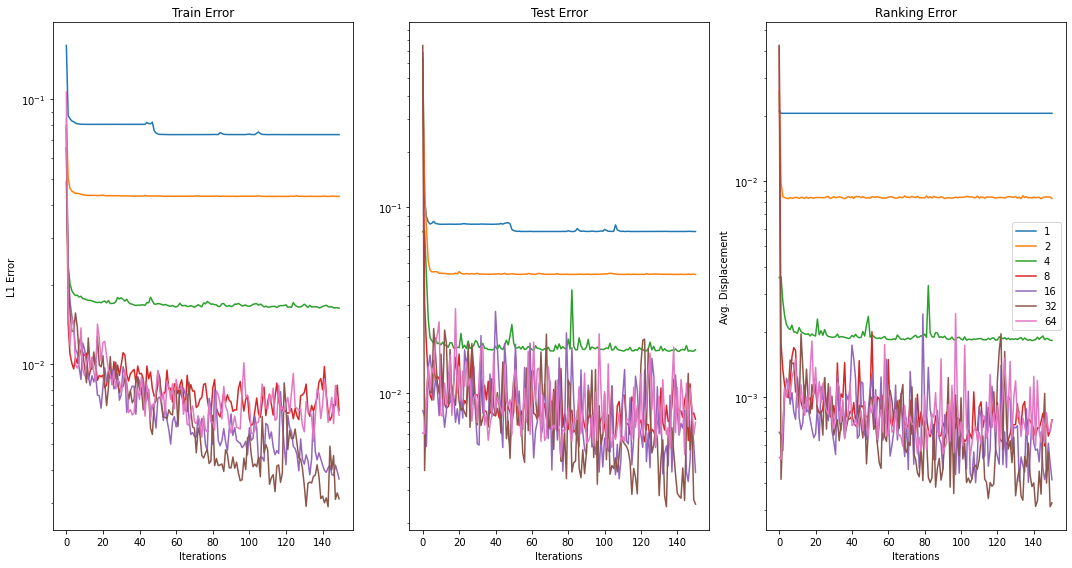 Train Error
Test Error
Ranking Error
L1 Error
10⁻¹
10⁻²
0 20 40 60 80 100 120 140
Iterations
10⁻¹
10⁻²
0 20 40 60 80 100 120 140
Iterations
Avg. Displacement
10⁻²
10⁻³
0 20 40 60 80 100 120 140
Iterations
1
2
4
8
16
32
64